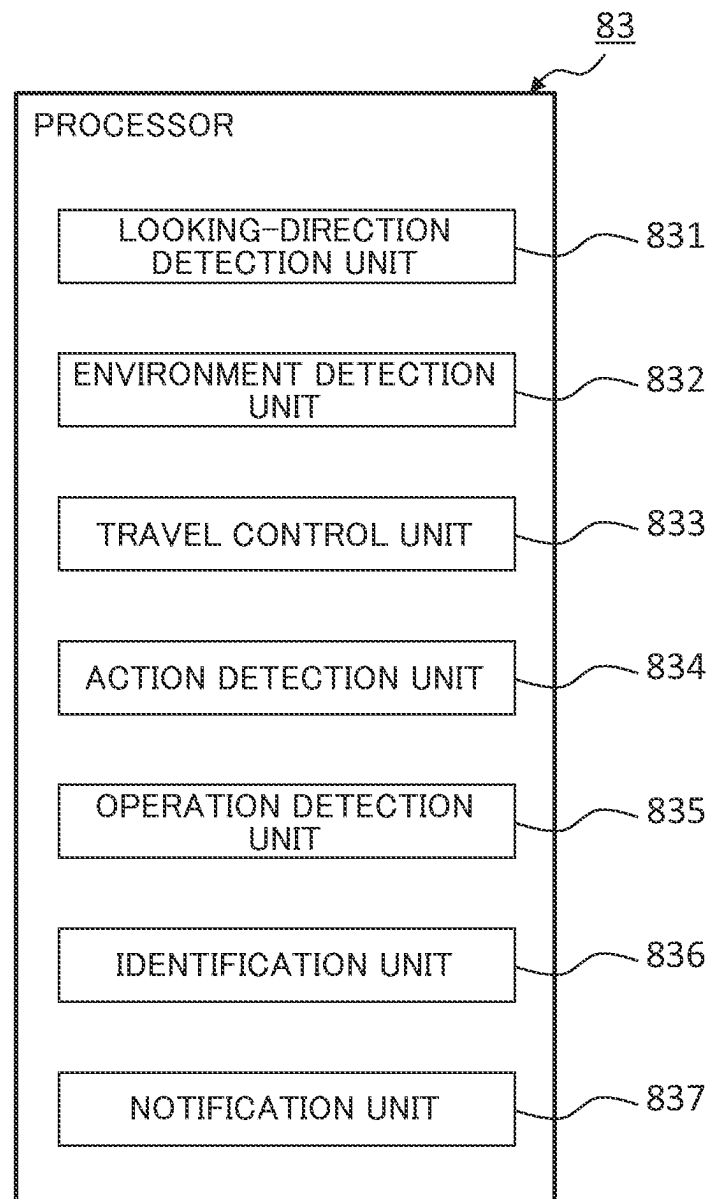 83
PROCESSOR
LOOKING-DIRECTION
DETECTION UNIT
831
ENVIRONMENT DETECTION
UNIT
832
TRAVEL CONTROL UNIT
833
ACTION DETECTION UNIT
834
OPERATION DETECTION
UNIT
835
IDENTIFICATION UNIT
836
NOTIFICATION UNIT
837